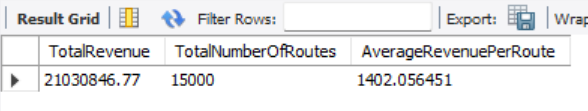 Result Grid Filter Rows: Export: Wrap
TotalRevenue TotalNumberOfRoutes AverageRevenuePerRoute
21030846.77 15000 1402.056451